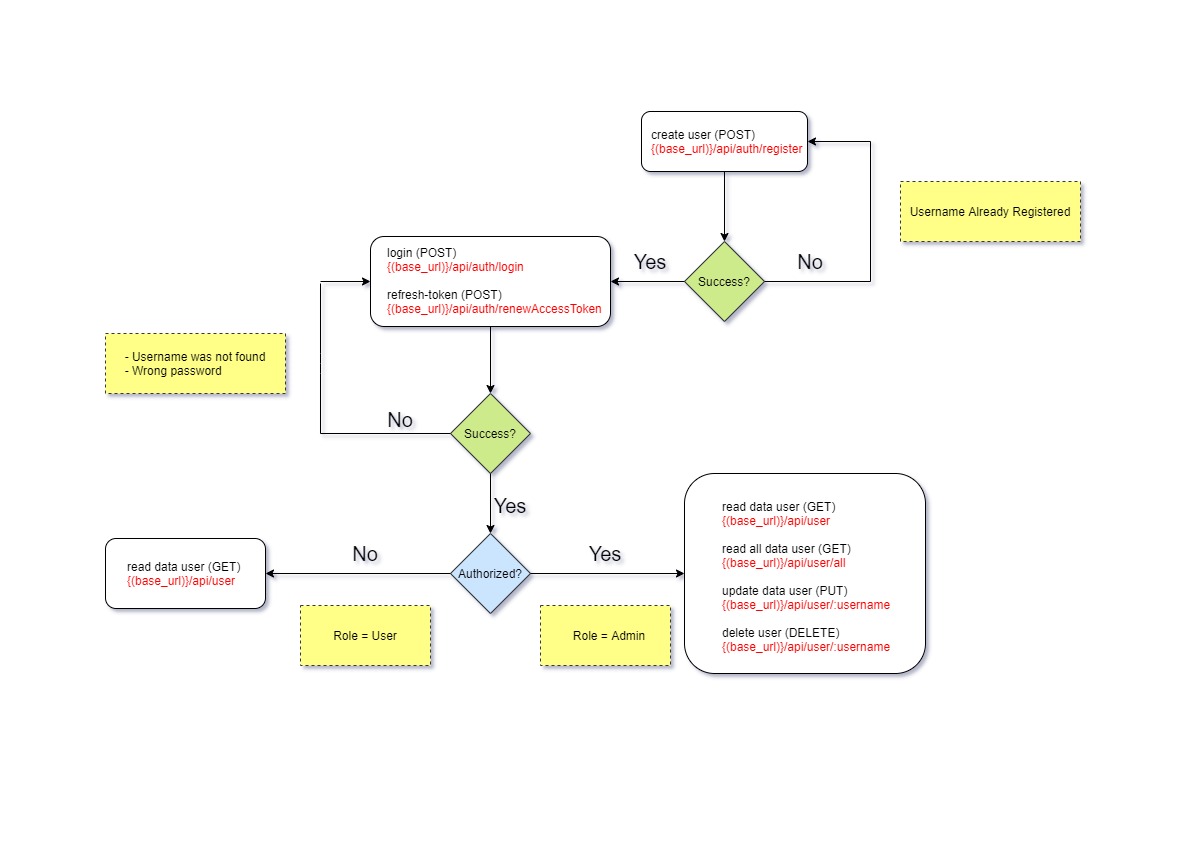 create user (POST)
{(base_url)}/api/auth/register
Username Already Registered
login (POST)
{(base_url)}/api/auth/login
refresh-token (POST)
{(base_url)}/api/auth/renewAccessToken
Yes
Success?
No
- Username was not found
- Wrong password
No
Success?
Yes
read data user (GET)
{(base_url)}/api/user
No
Authorized?
Yes
Role = User
Role = Admin
read data user (GET)
{(base_url)}/api/user
read all data user (GET)
{(base_url)}/api/user/all
update data user (PUT)
{(base_url)}/api/user/:username
delete user (DELETE)
{(base_url)}/api/user/:username